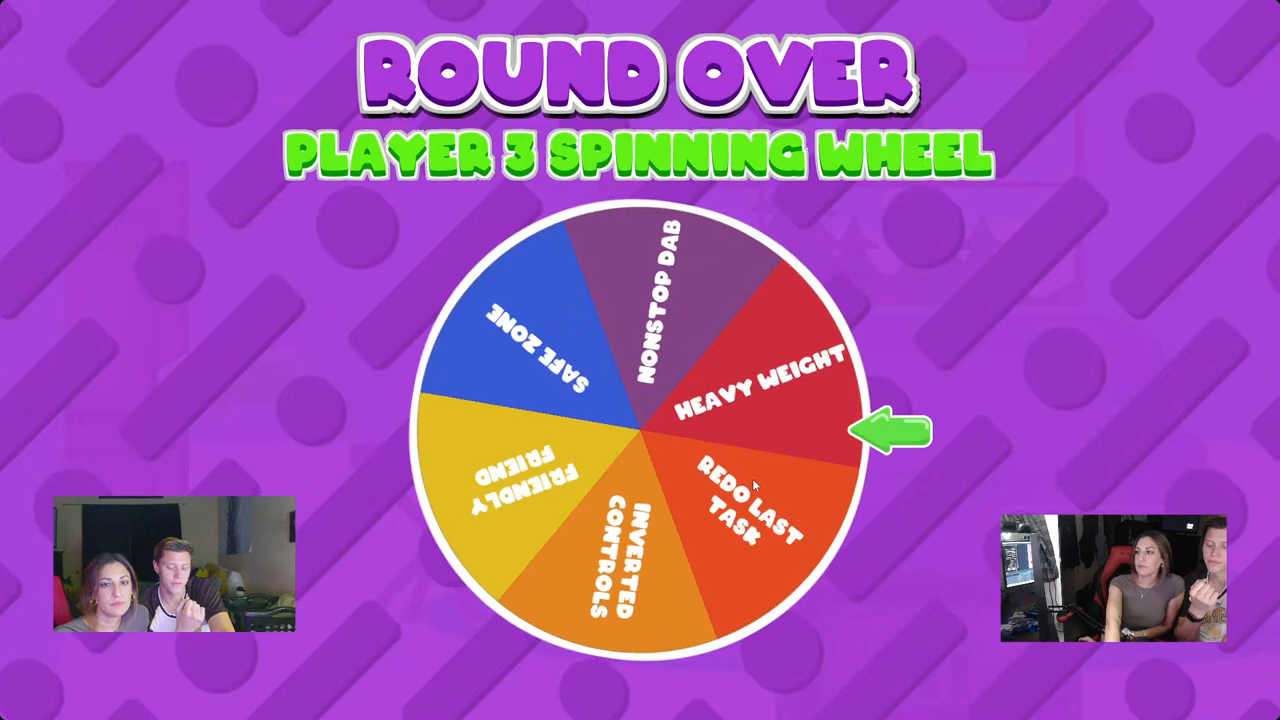 ROUND OVER
PLAYER 3 SPINNING WHEEL
NONSTOP DAB
SAFE ZONE
HEAVY WEIGHT
FRIENDLY
FRIEND
REDO LAST
TASK
INVERTED
CONTROLS